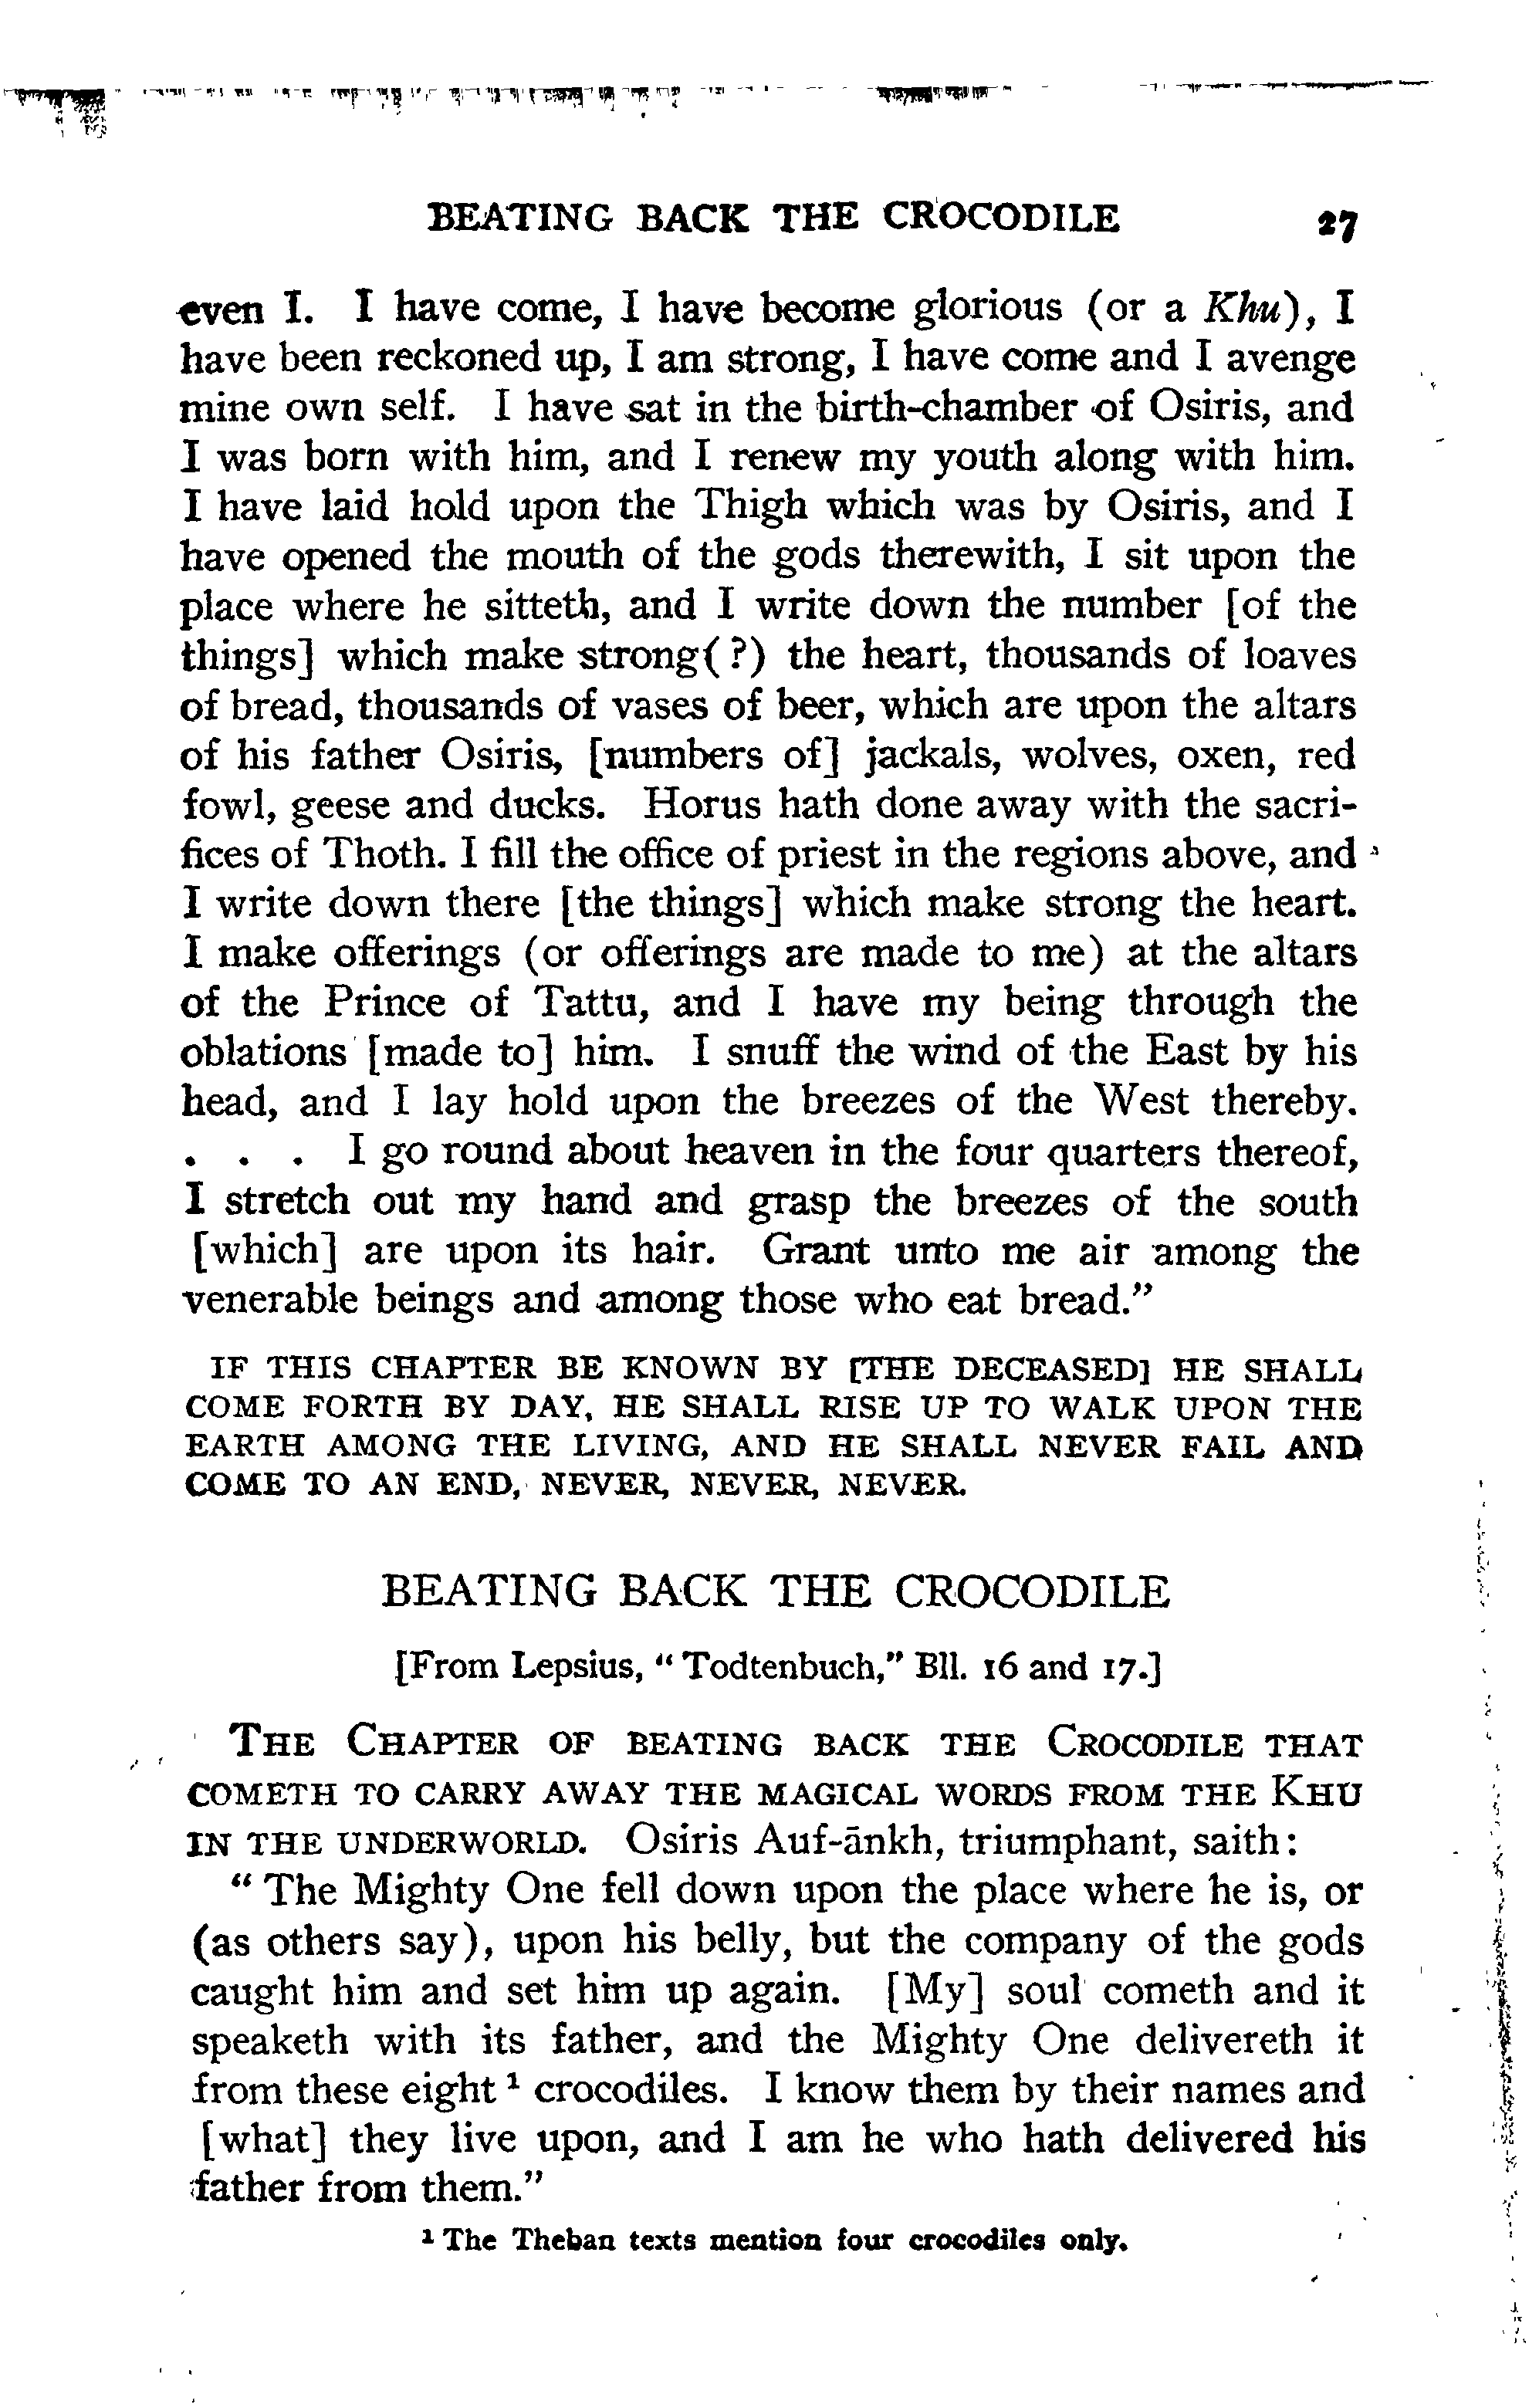 BEATING BACK THE CROCODILE 27
even I. I have come, I have become glorious (or a Khu), I
have been reckoned up, I am strong, I have come and I avenge
mine own self. I have sat in the birth-chamber of Osiris, and
I was born with him, and I renew my youth along with him.
I have laid hold upon the Thigh which was by Osiris, and I
have opened the mouth of the gods therewith, I sit upon the
place where he sitteth, and I write down the number [of the
things] which make strong(?) the heart, thousands of loaves
of bread, thousands of vases of beer, which are upon the altars
of his father Osiris, [numbers of] jackals, wolves, oxen, red
fowl, geese and ducks. Horus hath done away with the sacri-
fices of Thoth. I fill the office of priest in the regions above, and
I write down there [the things] which make strong the heart.
I make offerings (or offerings are made to me) at the altars
of the Prince of Tattu, and I have my being through the
oblations [made to] him. I snuff the wind of the East by his
head, and I lay hold upon the breezes of the West thereby.
. . . I go round about heaven in the four quarters thereof,
I stretch out my hand and grasp the breezes of the south
[which] are upon its hair. Grant unto me air among the
venerable beings and among those who eat bread."
IF THIS CHAPTER BE KNOWN BY [THE DECEASED] HE SHALL
COME FORTH BY DAY, HE SHALL RISE UP TO WALK UPON THE
EARTH AMONG THE LIVING, AND HE SHALL NEVER FAIL AND
COME TO AN END, NEVER, NEVER, NEVER.
BEATING BACK THE CROCODILE
[From Lepsius, "Todtenbuch," Bll. 16 and 17.]
THE CHAPTER OF BEATING BACK THE CROCODILE THAT
COMETH TO CARRY AWAY THE MAGICAL WORDS FROM THE KHU
IN THE UNDERWORLD. Osiris Auf-ānkh, triumphant, saith:
"The Mighty One fell down upon the place where he is, or
(as others say), upon his belly, but the company of the gods
caught him and set him up again. [My] soul cometh and it
speaketh with its father, and the Mighty One delivereth it
from these eight ¹ crocodiles. I know them by their names and
[what] they live upon, and I am he who hath delivered his
father from them."
¹ The Theban texts mention four crocodiles only.